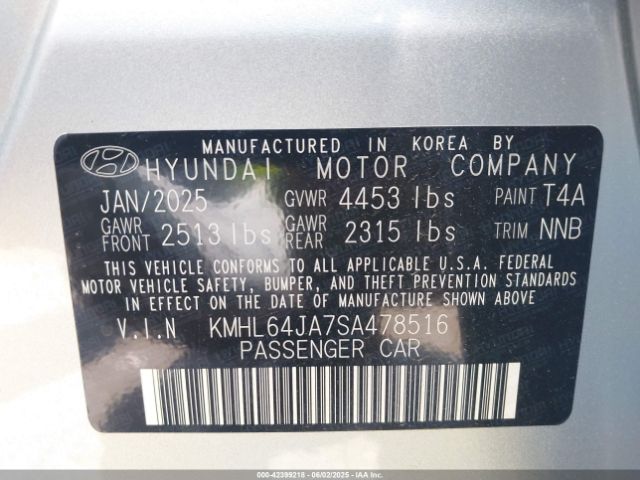 MANUFACTURED IN KOREA BY
HYUNDAI MOTOR COMPANY
JAN/2025 GVWR 4453 lbs PAINT T4A
GAWR FRONT 2513 lbs GAWR REAR 2315 lbs TRIM NNB
THIS VEHICLE CONFORMS TO ALL APPLICABLE U.S.A. FEDERAL
MOTOR VEHICLE SAFETY, BUMPER, AND THEFT PREVENTION STANDARDS
IN EFFECT ON THE DATE OF MANUFACTURE SHOWN ABOVE.
V.I.N KMHL64JA7SA478516
PASSENGER CAR
000-42399218 - 06/02/2025 - IAA, Inc.